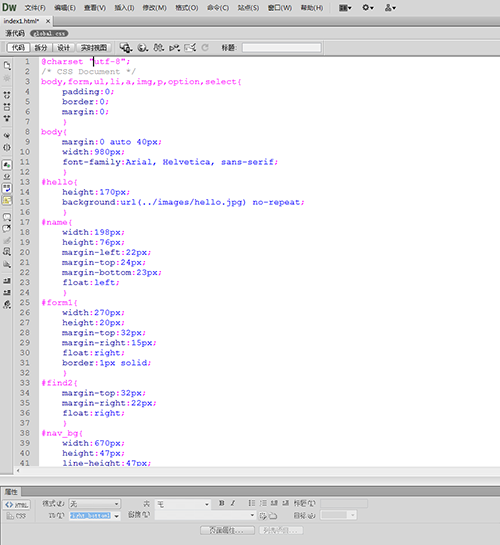 Dw 文件(F) 编辑(E) 查看(V) 插入(I) 修改(M) 格式(O) 命令(C) 站点(S) 窗口(W) 帮助(H)
index1.html* ×
源代码 global.css
代码 拆分 设计 实时视图 标题:
1 @charset "utf-8";
2 /* CSS Document */
3 body,form,ul,li,a,img,p,option,select{
4 padding:0;
5 border:0;
6 margin:0;
7 }
8 body{
9 margin:0 auto 40px;
10 width:980px;
11 font-family:Arial, Helvetica, sans-serif;
12 }
13 #hello{
14 height:170px;
15 background:url(../images/hello.jpg) no-repeat;
16 }
17 #name{
18 width:198px;
19 height:76px;
20 margin-left:22px;
21 margin-top:24px;
22 margin-bottom:23px;
23 float:left;
24 }
25 #form1{
26 width:270px;
27 height:20px;
28 margin-top:32px;
29 margin-right:15px;
30 float:right;
31 border:1px solid;
32 }
33 #find2{
34 margin-top:32px;
35 margin-right:22px;
36 float:right;
37 }
38 #nav_bg{
39 width:670px;
40 height:47px;
41 line-height:47px;
属性
<> HTML 格式(F) 无 类 无 B I 标题(T)
CSS ID(I) 链接(L) 目标(G)
页面属性... 列表项目...